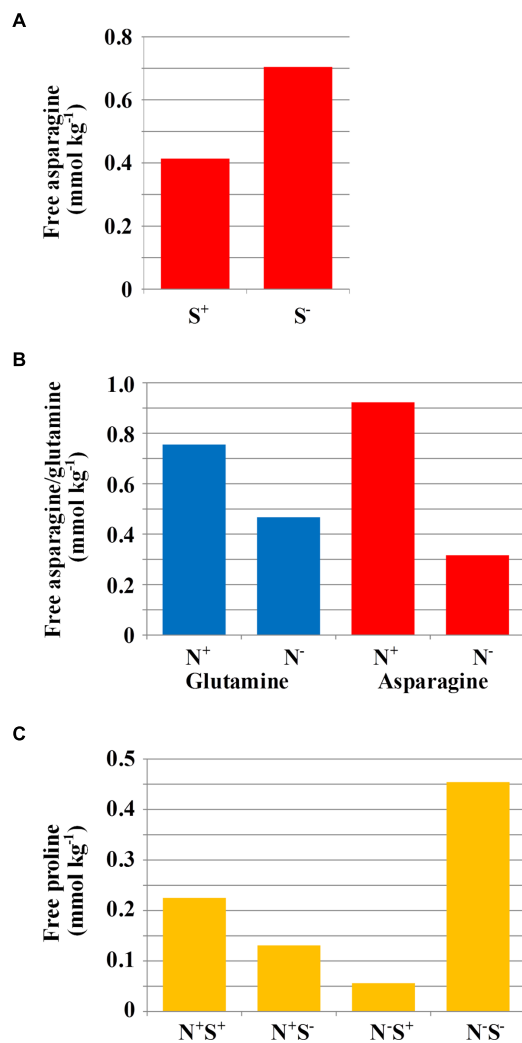 A
Free asparagine
(mmol kg⁻¹)
0.8
0.6
0.4
0.2
0
S⁺ S⁻
B
Free asparagine/glutamine
(mmol kg⁻¹)
1.0
0.8
0.6
0.4
0.2
0
N⁺ N⁻ N⁺ N⁻
Glutamine Asparagine
C
Free proline
(mmol kg⁻¹)
0.5
0.4
0.3
0.2
0.1
0
N⁺S⁺ N⁺S⁻ N⁻S⁺ N⁻S⁻